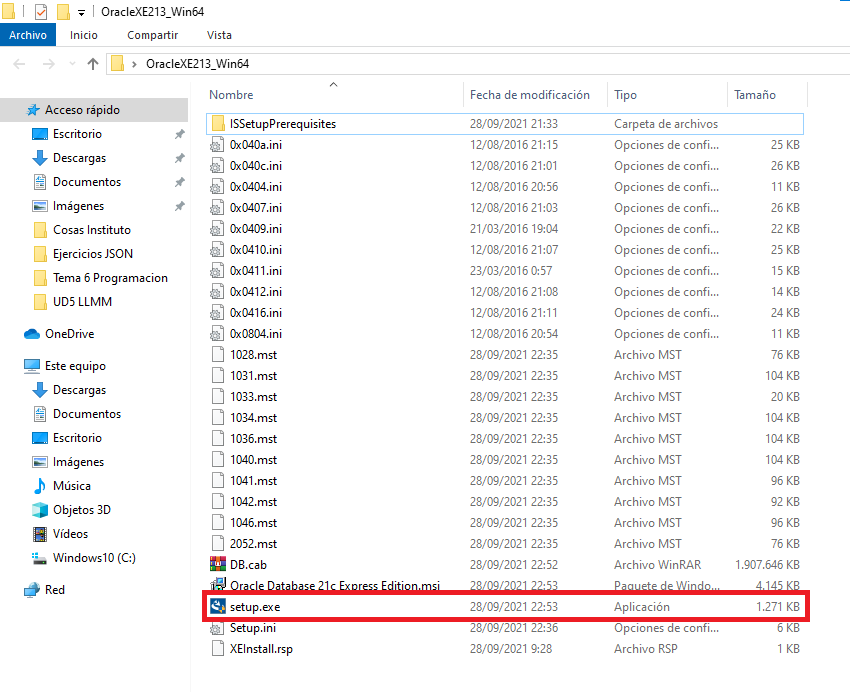 OracleXE213_Win64
Archivo Inicio Compartir Vista
OracleXE213_Win64
Nombre Fecha de modificación Tipo Tamaño
Acceso rápido
Escritorio
Descargas
Documentos
Imágenes
Cosas Instituto
Ejercicios JSON
Tema 6 Programacion
UD5 LLMM
OneDrive
Este equipo
Descargas
Documentos
Escritorio
Imágenes
Música
Objetos 3D
Vídeos
Windows10 (C:)
Red
ISSetupPrerequisites 28/09/2021 21:33 Carpeta de archivos
0x040a.ini 12/08/2016 21:15 Opciones de confi... 25 KB
0x040c.ini 12/08/2016 21:01 Opciones de confi... 26 KB
0x0404.ini 12/08/2016 20:56 Opciones de confi... 11 KB
0x0407.ini 12/08/2016 21:03 Opciones de confi... 26 KB
0x0409.ini 21/03/2016 19:04 Opciones de confi... 22 KB
0x0410.ini 12/08/2016 21:07 Opciones de confi... 25 KB
0x0411.ini 23/03/2016 0:57 Opciones de confi... 15 KB
0x0412.ini 12/08/2016 21:08 Opciones de confi... 14 KB
0x0416.ini 12/08/2016 21:11 Opciones de confi... 24 KB
0x0804.ini 12/08/2016 20:54 Opciones de confi... 11 KB
1028.mst 28/09/2021 22:35 Archivo MST 76 KB
1031.mst 28/09/2021 22:35 Archivo MST 104 KB
1033.mst 28/09/2021 22:35 Archivo MST 20 KB
1034.mst 28/09/2021 22:35 Archivo MST 104 KB
1036.mst 28/09/2021 22:35 Archivo MST 104 KB
1040.mst 28/09/2021 22:35 Archivo MST 104 KB
1041.mst 28/09/2021 22:35 Archivo MST 96 KB
1042.mst 28/09/2021 22:35 Archivo MST 92 KB
1046.mst 28/09/2021 22:35 Archivo MST 96 KB
2052.mst 28/09/2021 22:35 Archivo MST 76 KB
DB.cab 28/09/2021 22:52 Archivo WinRAR 1.907.646 KB
Oracle Database 21c Express Edition.msi 28/09/2021 22:53 Paquete de Windo... 4.145 KB
setup.exe 28/09/2021 22:53 Aplicación 1.271 KB
Setup.ini 28/09/2021 22:36 Opciones de confi... 6 KB
XEInstall.rsp 28/09/2021 9:28 Archivo RSP 1 KB